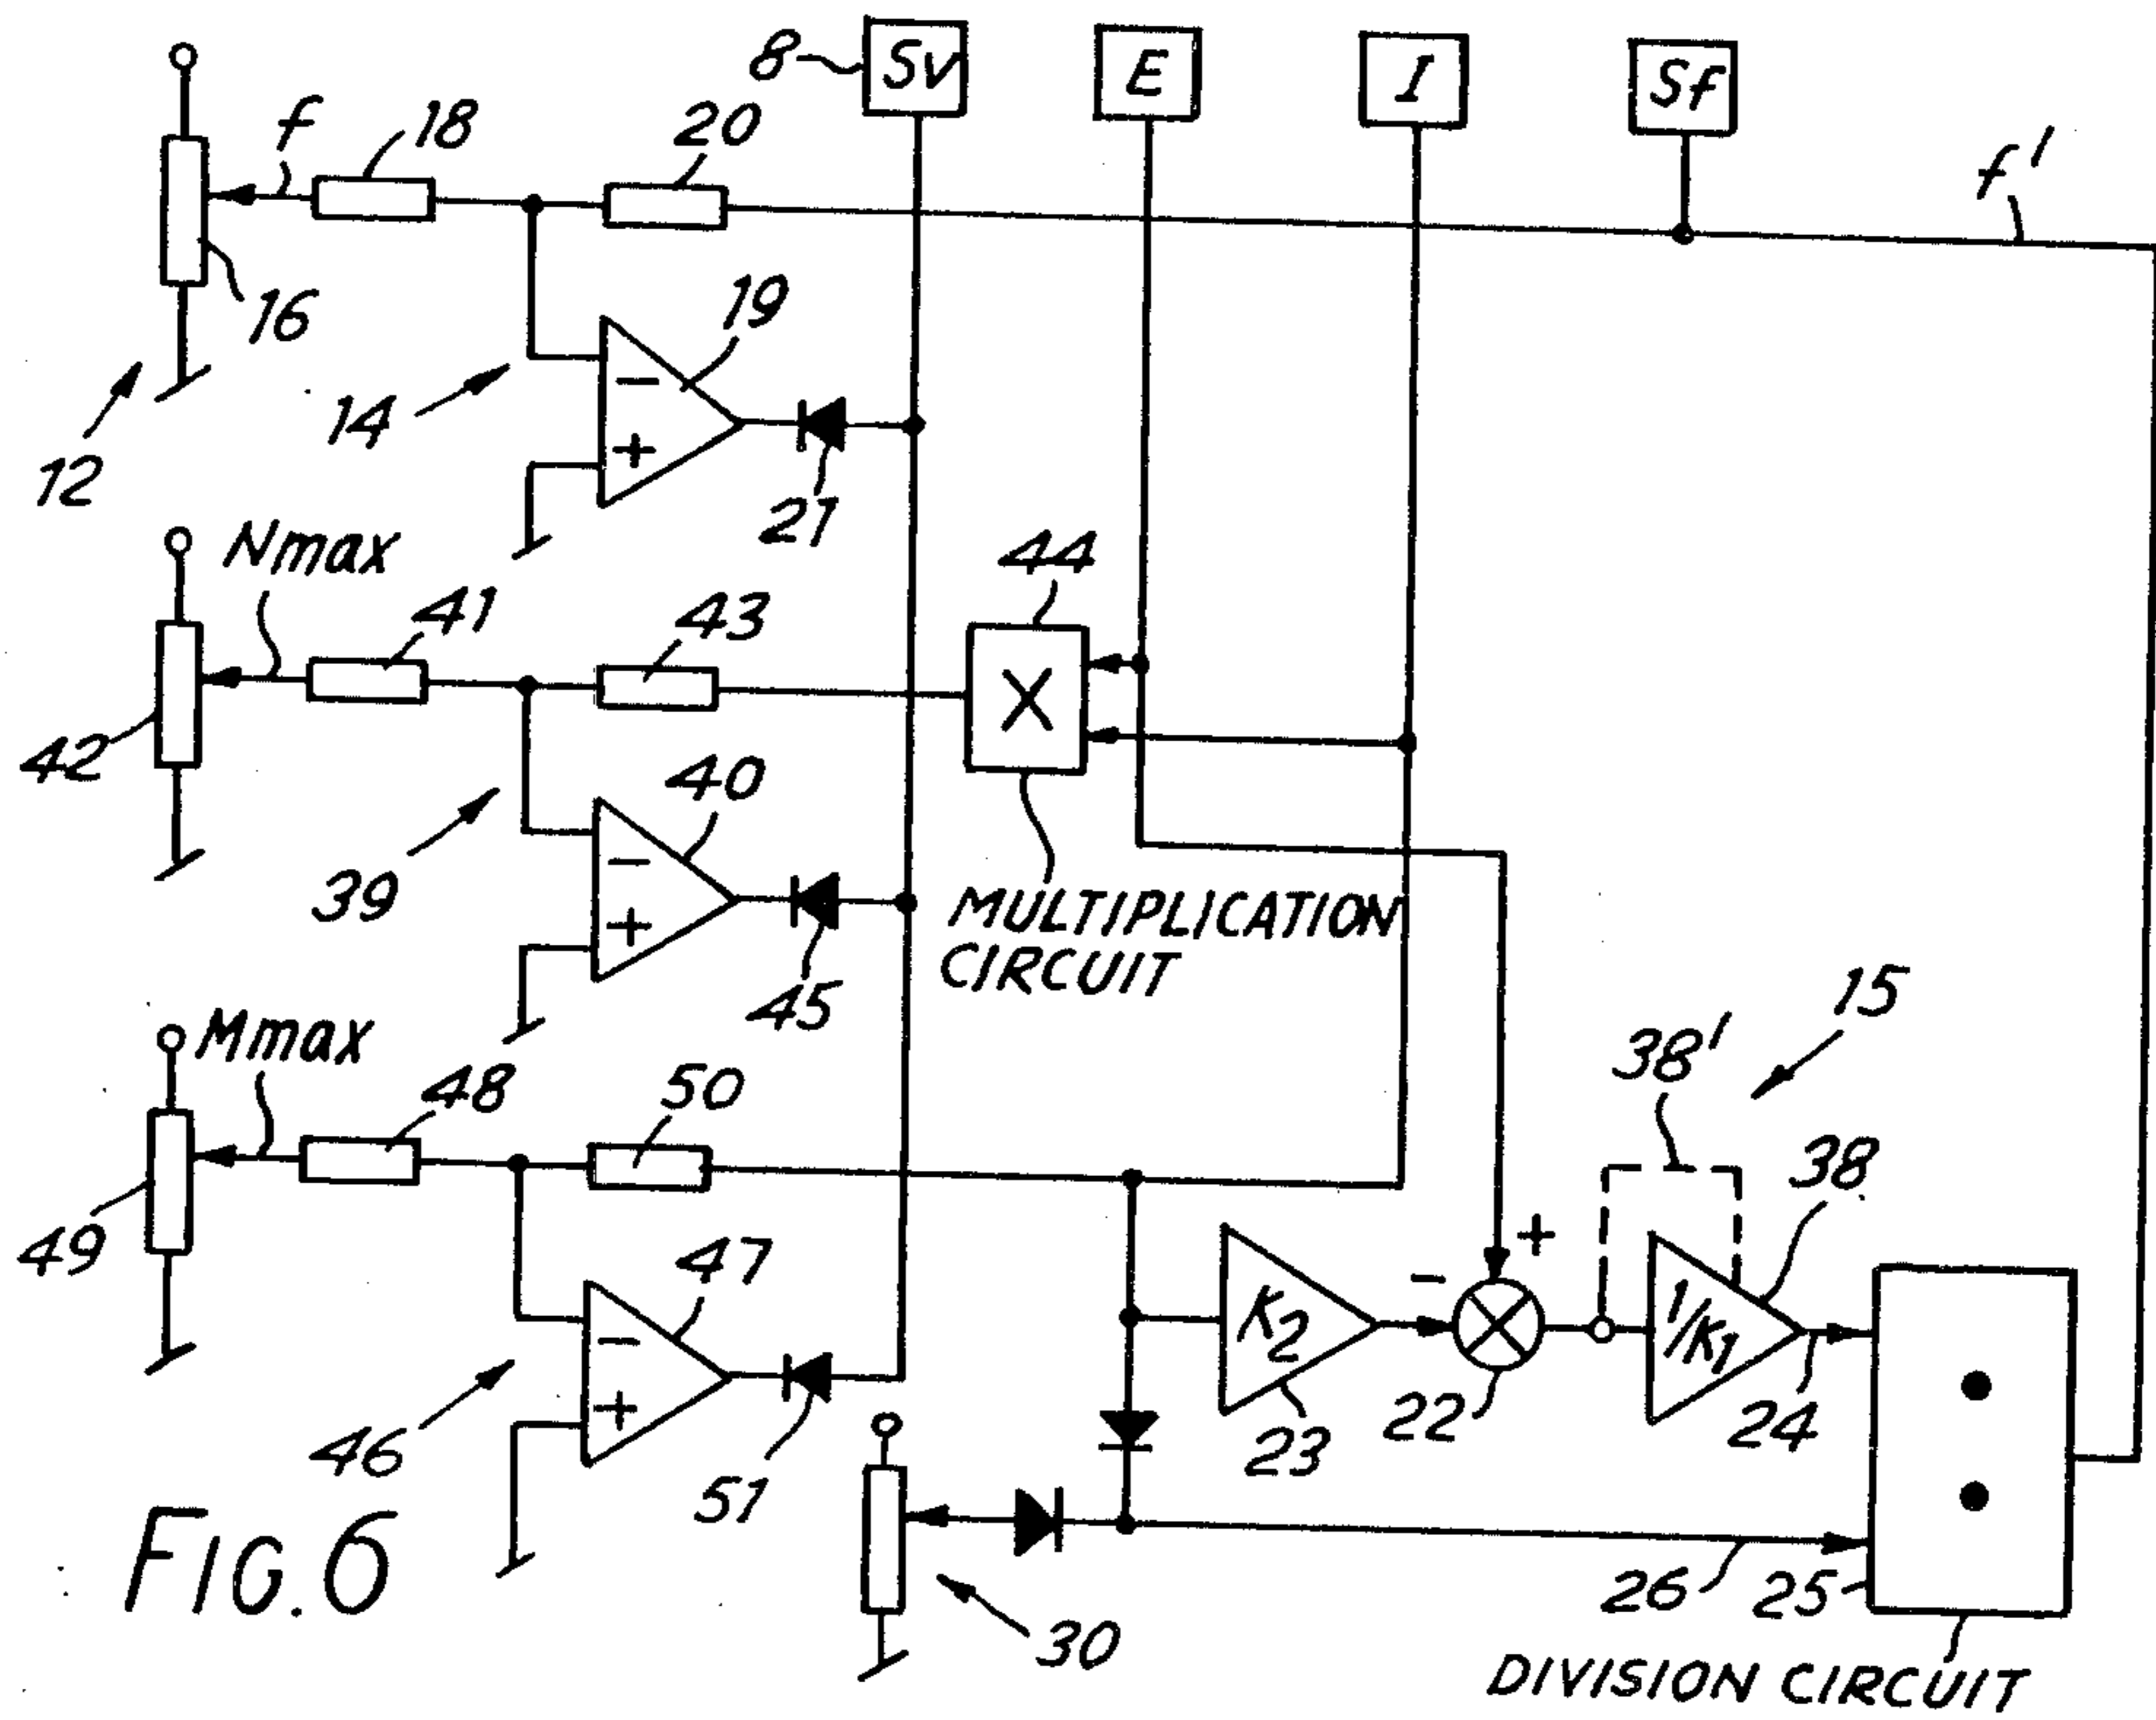 8 Sv E I Sf
f 18 20 f'
16
19
14
12
21
Nmax
44
41 43
X
42
40
39
MULTIPLICATION
CIRCUIT
45
15
Mmax
38'
48 50
38
49
47
+
K2 - 1/K1
46
22 24
23
51
FIG. 6
26 25
30
DIVISION CIRCUIT
- +
- +
- +